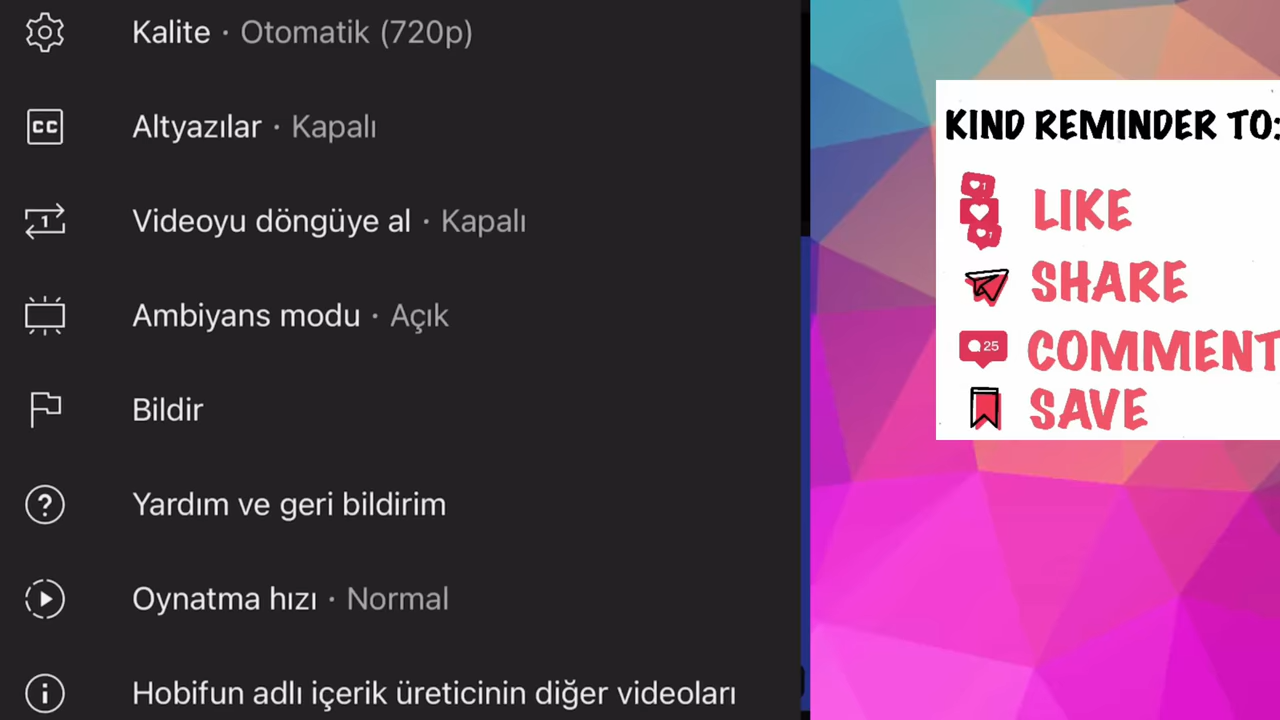 Kalite · Otomatik (720p)
Altyazılar · Kapalı
Videoyu döngüye al · Kapalı
Ambiyans modu · Açık
Bildir
Yardım ve geri bildirim
Oynatma hızı · Normal
Hobifun adlı içerik üreticinin diğer videoları
KIND REMINDER TO:
LIKE
SHARE
25 COMMENT
SAVE